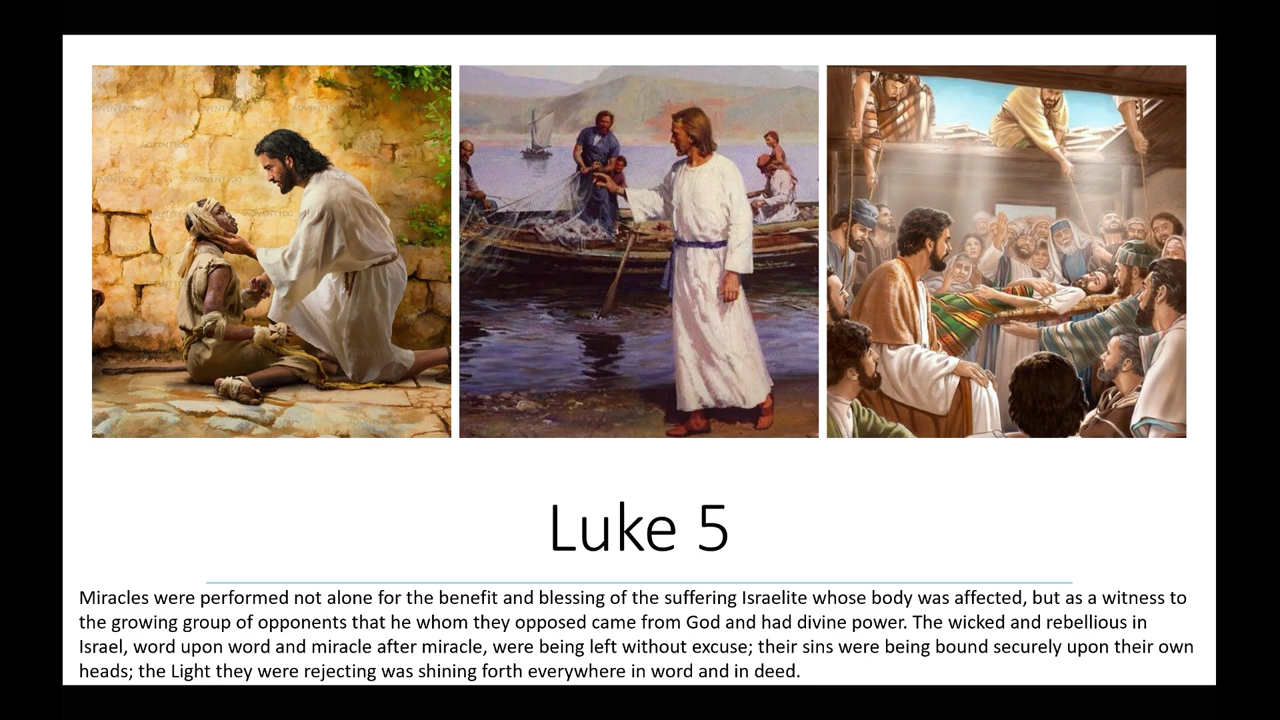 Luke 5
Miracles were performed not alone for the benefit and blessing of the suffering Israelite whose body was affected, but as a witness to
the growing group of opponents that he whom they opposed came from God and had divine power. The wicked and rebellious in
Israel, word upon word and miracle after miracle, were being left without excuse; their sins were being bound securely upon their own
heads; the Light they were rejecting was shining forth everywhere in word and in deed.